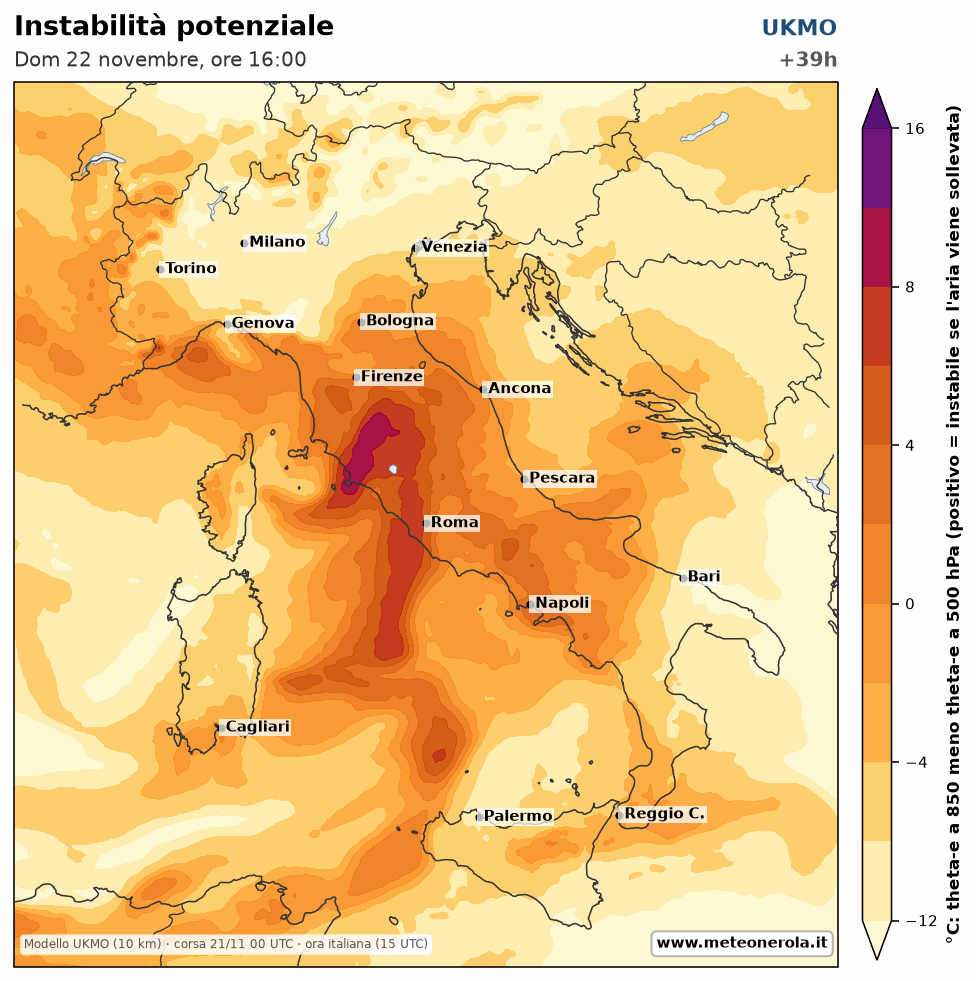 Instabilità potenziale
UKMO
Dom 22 novembre, ore 16:00
+39h
Milano
Venezia
Torino
Genova
Bologna
Firenze
Ancona
Pescara
Roma
Bari
Napoli
Cagliari
Palermo
Reggio C.
Modello UKMO (10 km) · corsa 21/11 00 UTC · ora italiana (15 UTC)
www.meteonerola.it
16
8
4
0
−4
−12
°C: theta-e a 850 meno theta-e a 500 hPa (positivo = instabile se l'aria viene sollevata)